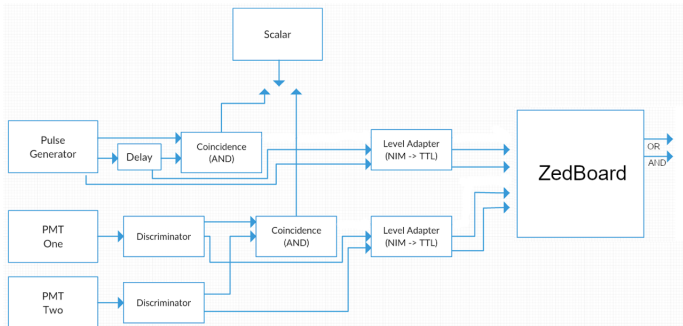 Scalar
Pulse
Generator
Delay
Coincidence
(AND)
Level Adapter
(NIM -> TTL)
ZedBoard
OR
AND
PMT
One
Discriminator
Coincidence
(AND)
Level Adapter
(NIM -> TTL)
PMT
Two
Discriminator